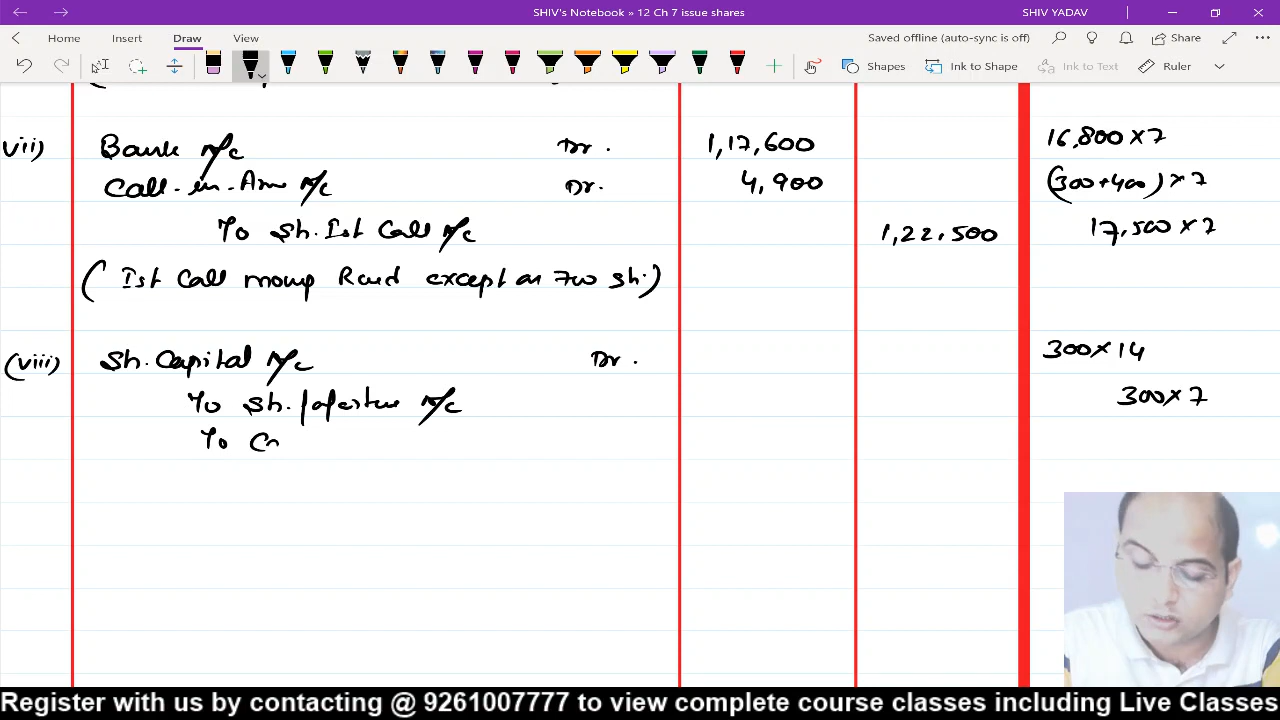 SHIV's Notebook » 12 Ch 7 issue shares
SHIV YADAV
Home Insert Draw View
Saved offline (auto-sync is off)
Share
Shapes
Ink to Shape
Ink to Text
Ruler
vii) Bank A/c Dr. 1,17,600 16,800 × 7
Call-in-Arr A/c Dr. 4,900 (300+400) × 7
To Sh. Ist Call A/c 1,22,500 17,500 × 7
( Ist Call money Rcvd except on 700 Sh.)
(viii) Sh. Capital A/c Dr. 300 × 14
To Sh. forfeiture A/c 300 × 7
To Ca
Register with us by contacting @ 9261007777 to view complete course classes including Live Classes